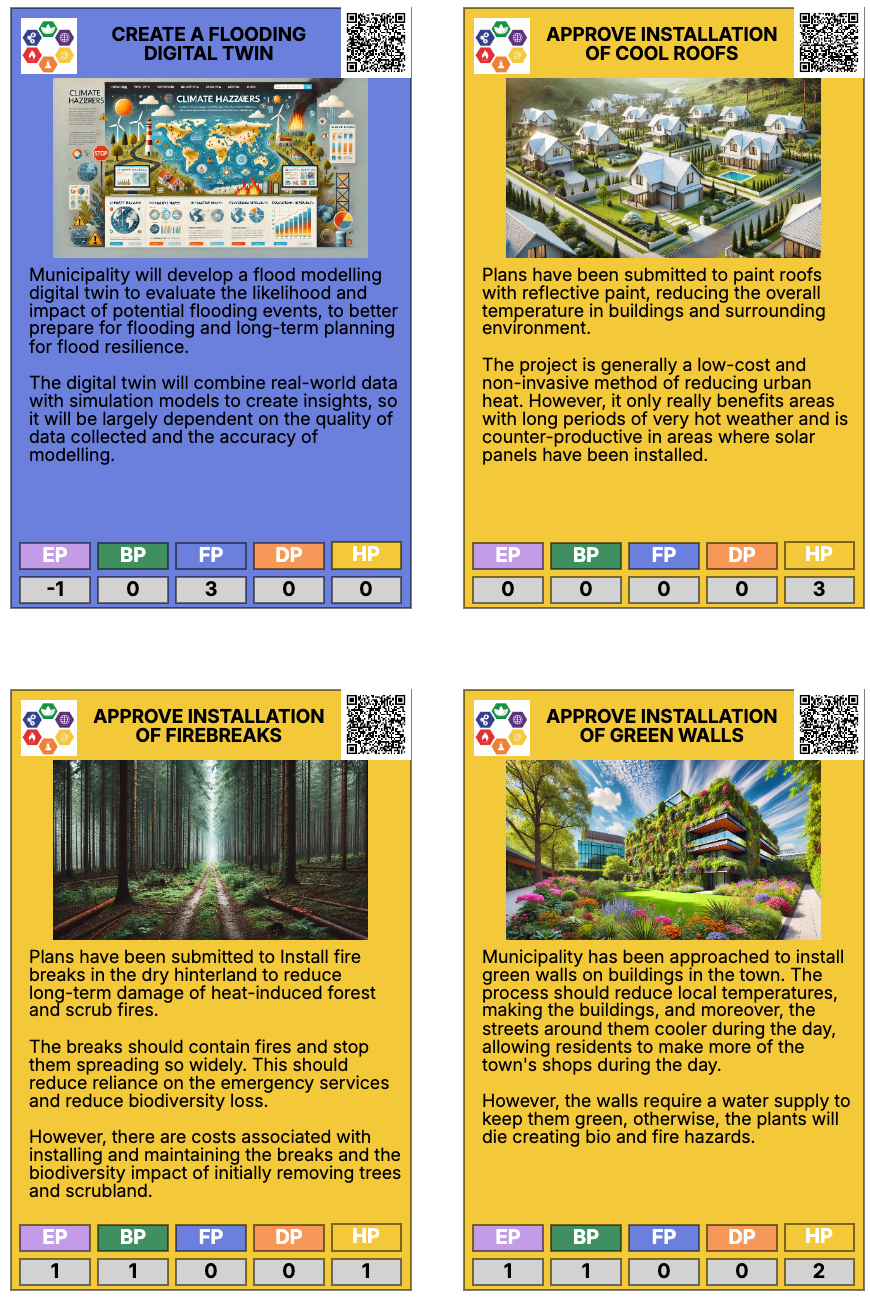 CREATE A FLOODING
DIGITAL TWIN
CLIMATE
HAZZRERS
CLIMATE HAZZAERS
STOP
Municipality will develop a flood modelling
digital twin to evaluate the likelihood and
impact of potential flooding events, to better
prepare for flooding and long-term planning
for flood resilience.
The digital twin will combine real-world data
with simulation models to create insights, so
it will be largely dependent on the quality of
data collected and the accuracy of
modelling.
EP BP FP DP HP
-1 0 3 0 0
APPROVE INSTALLATION
OF COOL ROOFS
Plans have been submitted to paint roofs
with reflective paint, reducing the overall
temperature in buildings and surrounding
environment.
The project is generally a low-cost and
non-invasive method of reducing urban
heat. However, it only really benefits areas
with long periods of very hot weather and is
counter-productive in areas where solar
panels have been installed.
EP BP FP DP HP
0 0 0 0 3
APPROVE INSTALLATION
OF FIREBREAKS
Plans have been submitted to Install fire
breaks in the dry hinterland to reduce
long-term damage of heat-induced forest
and scrub fires.
The breaks should contain fires and stop
them spreading so widely. This should
reduce reliance on the emergency services
and reduce biodiversity loss.
However, there are costs associated with
installing and maintaining the breaks and the
biodiversity impact of initially removing trees
and scrubland.
EP BP FP DP HP
1 1 0 0 1
APPROVE INSTALLATION
OF GREEN WALLS
Municipality has been approached to install
green walls on buildings in the town. The
process should reduce local temperatures,
making the buildings, and moreover, the
streets around them cooler during the day,
allowing residents to make more of the
town's shops during the day.
However, the walls require a water supply to
keep them green, otherwise, the plants will
die creating bio and fire hazards.
EP BP FP DP HP
1 1 0 0 2